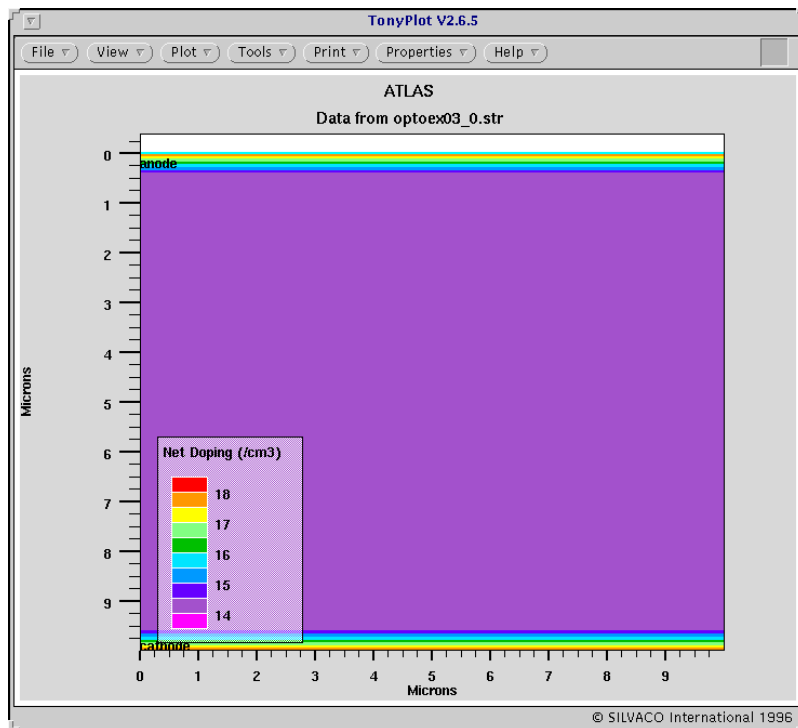 TonyPlot V2.6.5
File View Plot Tools Print Properties Help
ATLAS
Data from optoex03_0.str
0
anode
1
2
3
4
5
Microns
6
Net Doping (/cm3)
18
7
17
8
16
15
9
14
cathode
0 1 2 3 4 5 6 7 8 9
Microns
© SILVACO International 1996